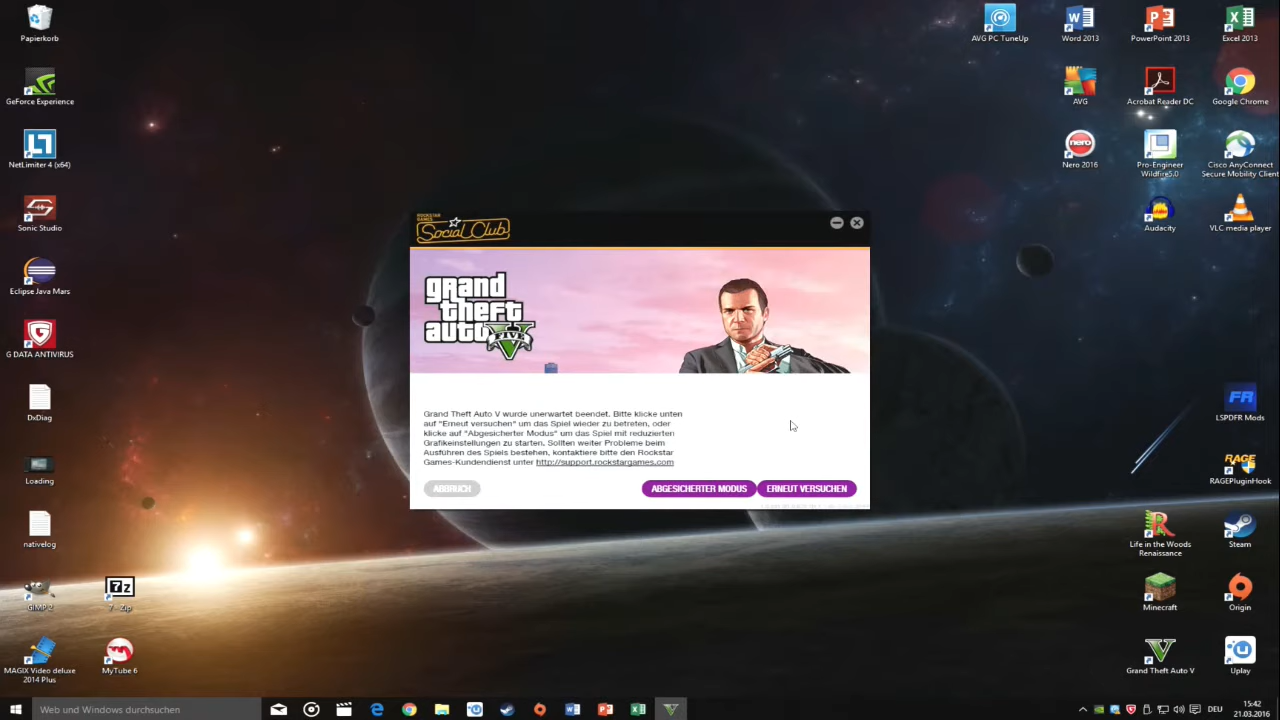 Papierkorb
GeForce Experience
NetLimiter 4 (x64)
Sonic Studio
Eclipse Java Mars
G DATA ANTIVIRUS
DxDiag
Loading
nativelog
GIMP 2
7 - Zip
MAGIX Video deluxe
2014 Plus
MyTube 6
AVG PC TuneUp
Word 2013
PowerPoint 2013
Excel 2013
AVG
Acrobat Reader DC
Google Chrome
nero
Nero 2016
Pro-Engineer
Wildfire5.0
Cisco AnyConnect
Secure Mobility Client
Audacity
VLC media player
LSPDFR Mods
RAGE
RAGEPluginHook
Life in the Woods
Renaissance
Steam
Minecraft
Origin
Grand Theft Auto V
Uplay
ROCKSTAR
GAMES
Social Club
grand
theft
auto
FIVE
Grand Theft Auto V wurde unerwartet beendet. Bitte klicke unten
auf "Erneut versuchen" um das Spiel wieder zu betreten, oder
klicke auf "Abgesicherter Modus" um das Spiel mit reduzierten
Grafikeinstellungen zu starten. Sollten weiter Probleme beim
Ausführen des Spiels bestehen, kontaktiere bitte den Rockstar
Games-Kundendienst unter http://support.rockstargames.com
ABBRUCH
ABGESICHERTER MODUS
ERNEUT VERSUCHEN
Web und Windows durchsuchen
DEU
15:42
21.03.2016